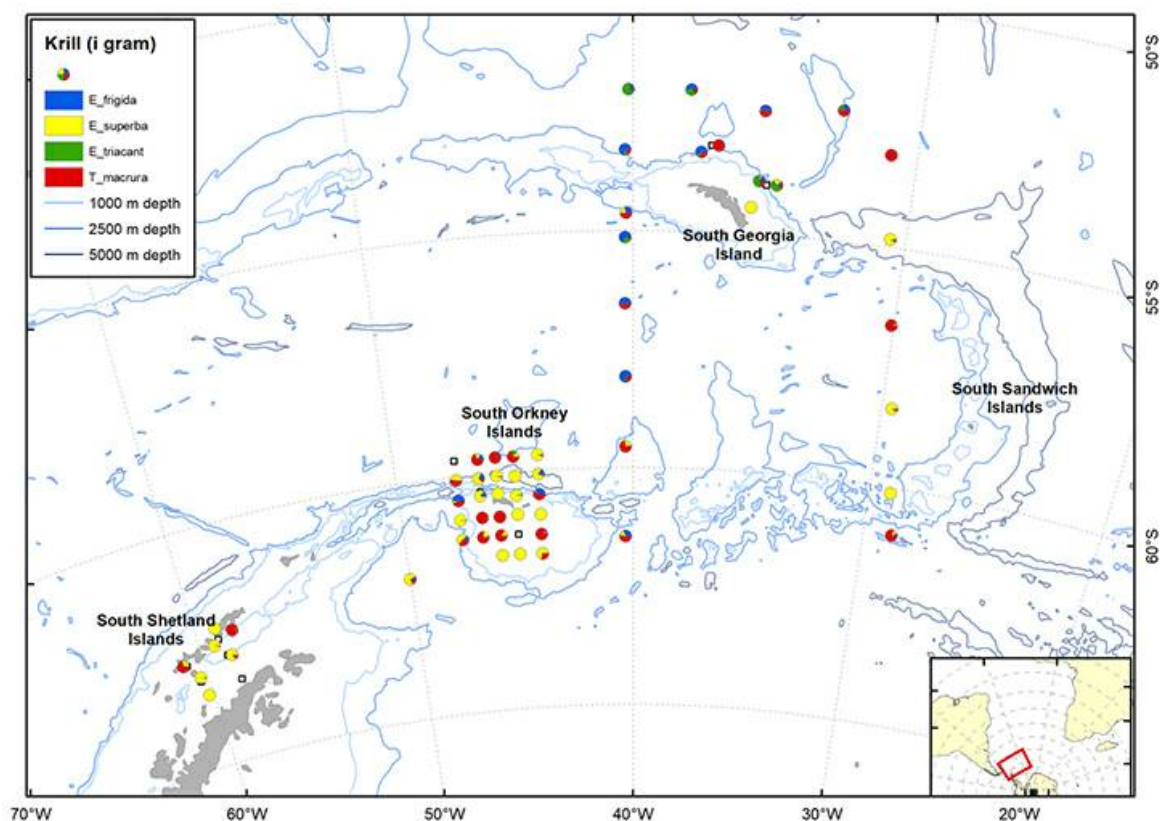 Krill (i gram)
E_frigida
E_superba
E_triacant
T_macrura
1000 m depth
2500 m depth
5000 m depth
South Georgia
Island
South Sandwich
Islands
South Orkney
Islands
South Shetland
Islands
50°S
55°S
60°S
70°W
60°W
50°W
40°W
30°W
20°W